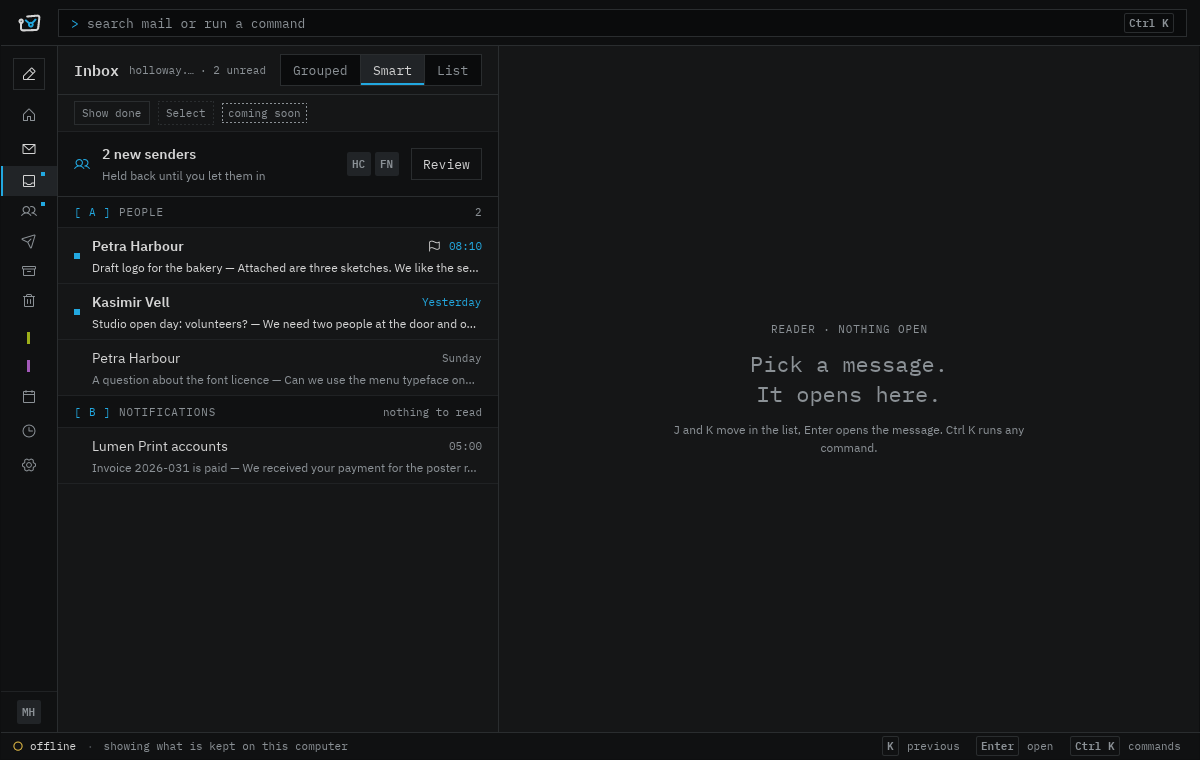 > search mail or run a command Ctrl K
Inbox holloway.… · 2 unread Grouped Smart List
Show done Select coming soon
2 new senders
Held back until you let them in
HC FN Review
[ A ] PEOPLE 2
Petra Harbour 08:10
Draft logo for the bakery — Attached are three sketches. We like the se…
Kasimir Vell Yesterday
Studio open day: volunteers? — We need two people at the door and o…
Petra Harbour Sunday
A question about the font licence — Can we use the menu typeface on…
[ B ] NOTIFICATIONS nothing to read
Lumen Print accounts 05:00
Invoice 2026-031 is paid — We received your payment for the poster r…
READER · NOTHING OPEN
Pick a message.
It opens here.
J and K move in the list, Enter opens the message. Ctrl K runs any
command.
MH
offline · showing what is kept on this computer K previous Enter open Ctrl K commands